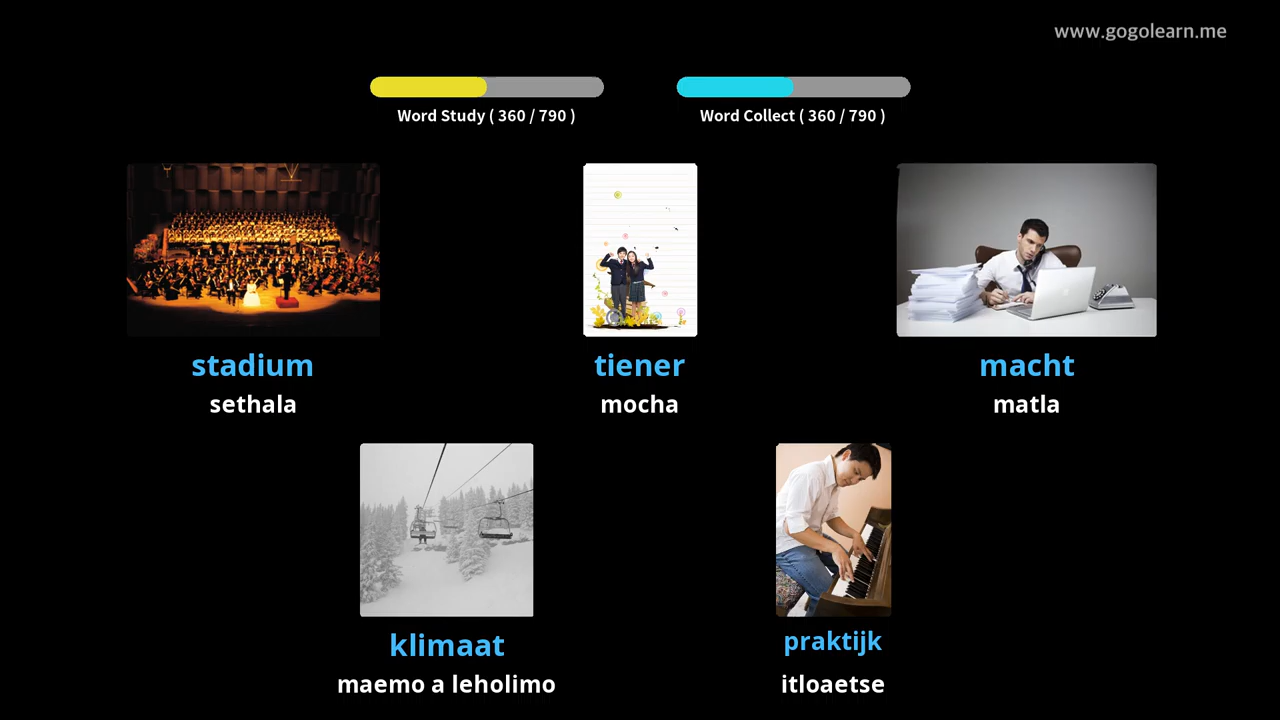 www.gogolearn.me
Word Study ( 360 / 790 )
Word Collect ( 360 / 790 )
stadium
sethala
tiener
mocha
macht
matla
klimaat
maemo a leholimo
praktijk
itloaetse